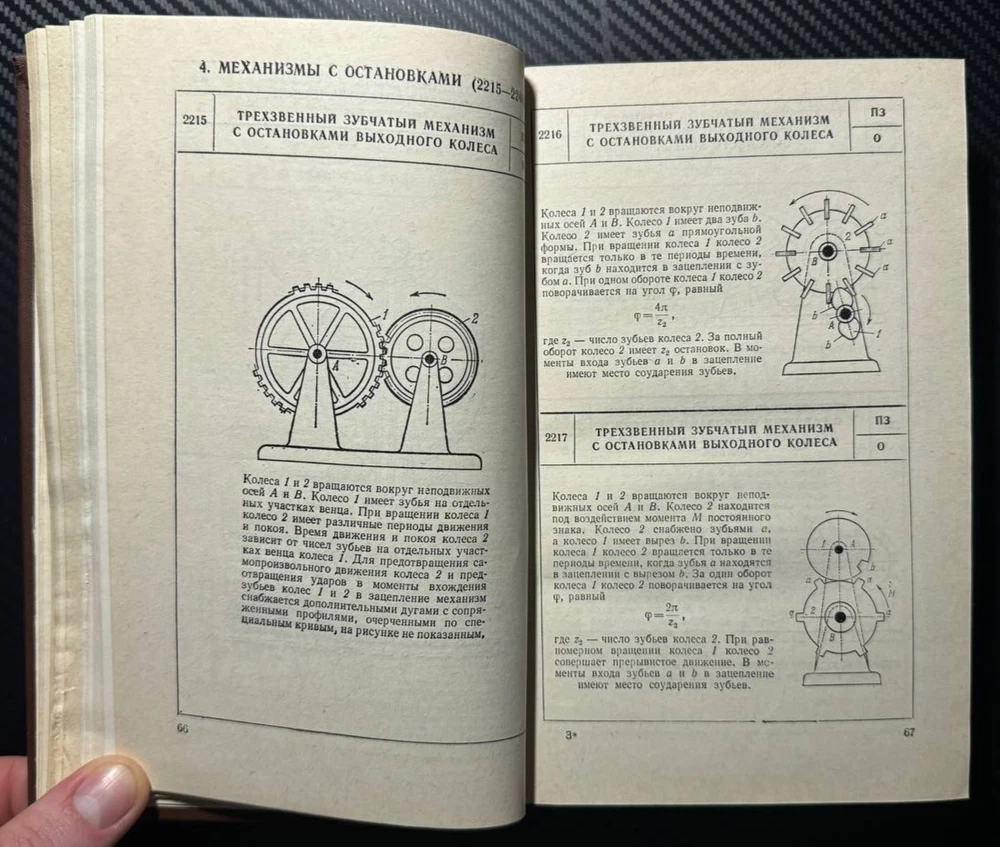 4. МЕХАНИЗМЫ С ОСТАНОВКАМИ (2215—
2215
ТРЕХЗВЕННЫЙ ЗУБЧАТЫЙ МЕХАНИЗМ
С ОСТАНОВКАМИ ВЫХОДНОГО КОЛЕСА
1
2
A
B
Колеса 1 и 2 вращаются вокруг неподвижных
осей A и B. Колесо 1 имеет зубья на отдель-
ных участках венца. При вращении колеса 1
колесо 2 имеет различные периоды движения
и покоя. Время движения и покоя колеса 2
зависит от чисел зубьев на отдельных участ-
ках венца колеса 1. Для предотвращения са-
мопроизвольного движения колеса 2 и пред-
отвращения ударов в моменты вхождения
зубьев колес 1 и 2 в зацепление механизм
снабжается дополнительными дугами с сопря-
женными профилями, очерченными по спе-
циальным кривым, на рисунке не показанным.
66
2216
ТРЕХЗВЕННЫЙ ЗУБЧАТЫЙ МЕХАНИЗМ
С ОСТАНОВКАМИ ВЫХОДНОГО КОЛЕСА
ПЗ
О
Колеса 1 и 2 вращаются вокруг неподвиж-
ных осей A и B. Колесо 1 имеет два зуба b.
Колесо 2 имеет зубья a прямоугольной
формы. При вращении колеса 1 колесо 2
вращается только в те периоды времени,
когда зуб b находится в зацеплении с зу-
бом a. При одном обороте колеса 1 колесо 2
поворачивается на угол φ, равный
φ = 4π/z₂ ,
где z₂ — число зубьев колеса 2. За полный
оборот колесо 2 имеет z₂ остановок. В мо-
менты входа зубьев a и b в зацепление
имеют место соударения зубьев.
a
2
a
B
a
b
A
b
1
2217
ТРЕХЗВЕННЫЙ ЗУБЧАТЫЙ МЕХАНИЗМ
С ОСТАНОВКАМИ ВЫХОДНОГО КОЛЕСА
ПЗ
О
Колеса 1 и 2 вращаются вокруг непод-
вижных осей A и B. Колесо 2 находится
под воздействием момента M постоянного
знака. Колесо 2 снабжено зубьями a,
а колесо 1 имеет вырез b. При вращении
колеса 1 колесо 2 вращается только в те
периоды времени, когда зубья a находятся
в зацеплении с вырезом b. За один оборот
колеса 1 колесо 2 поворачивается на угол
φ, равный
φ = 2π/z₂ ,
где z₂ — число зубьев колеса 2. При рав-
номерном вращении колеса 1 колесо 2
совершает прерывистое движение. В мо-
менты входа зубьев a и b в зацепление
имеют место соударения зубьев.
1
A
b
a
a
M
a
2
a
B
3*
67